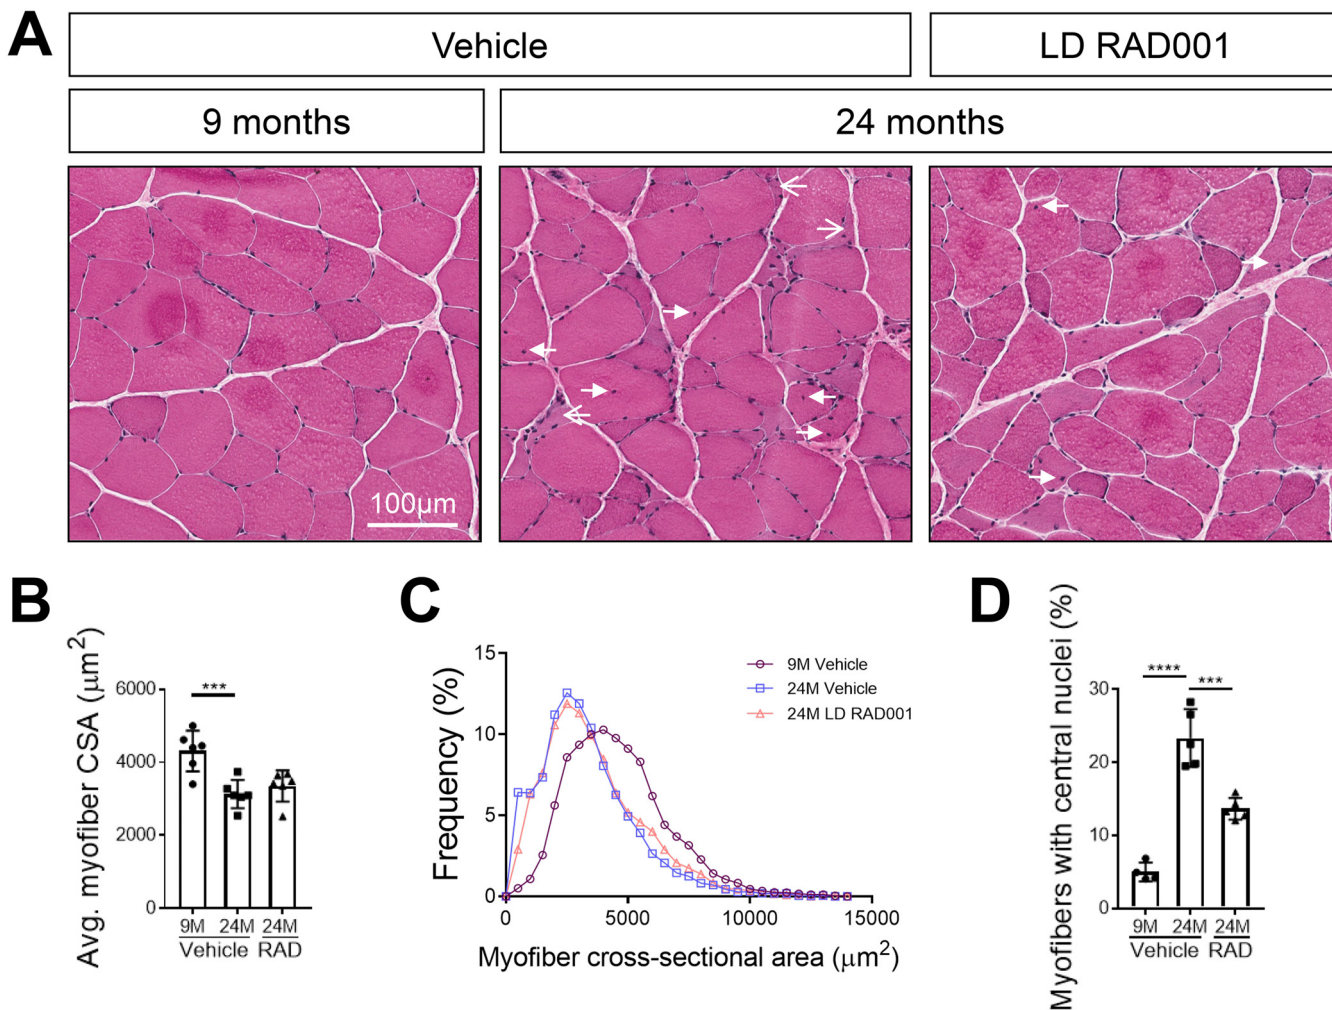 A
Vehicle
LD RAD001
9 months
24 months
100μm
B
Avg. myofiber CSA (μm²)
6000
4000
2000
0
***
9M 24M 24M
Vehicle RAD
C
Frequency (%)
15
10
5
0
9M Vehicle
24M Vehicle
24M LD RAD001
0 5000 10000 15000
Myofiber cross-sectional area (μm²)
D
Myofibers with central nuclei (%)
30
20
10
0
**** ***
9M 24M 24M
Vehicle RAD